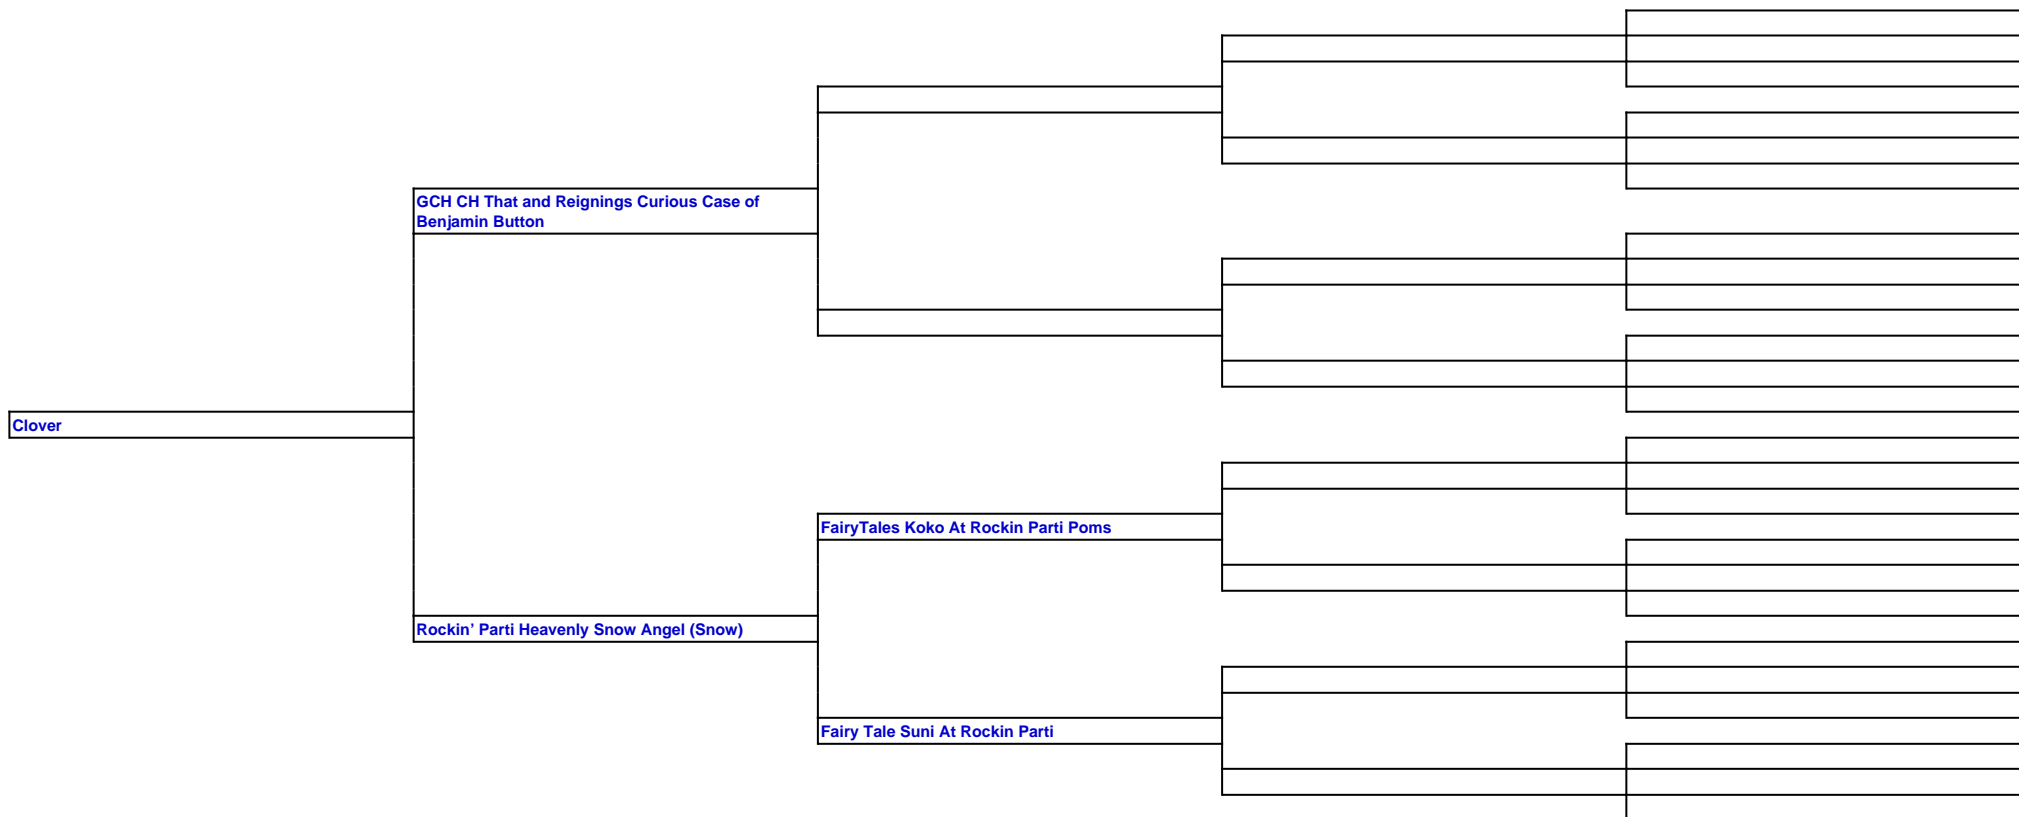 GCH CH That and Reignings Curious Case of
Benjamin Button
Clover
FairyTales Koko At Rockin Parti Poms
Rockin’ Parti Heavenly Snow Angel (Snow)
Fairy Tale Suni At Rockin Parti